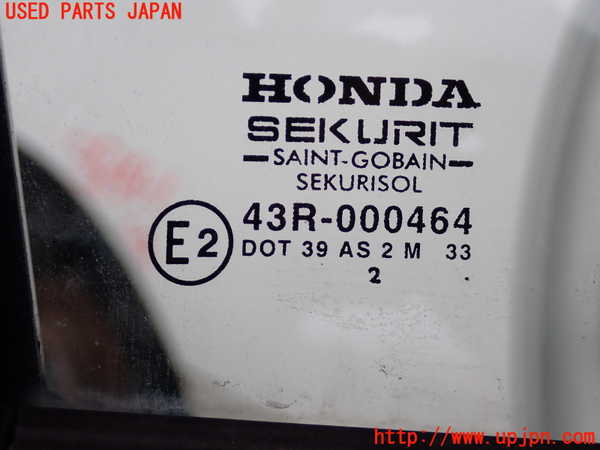 USED PARTS JAPAN
HONDA
SEKURIT
SAINT-GOBAIN
SEKURISOL
E2 43R-000464
DOT 39 AS 2 M 33
2
http://www.upjpn.com/